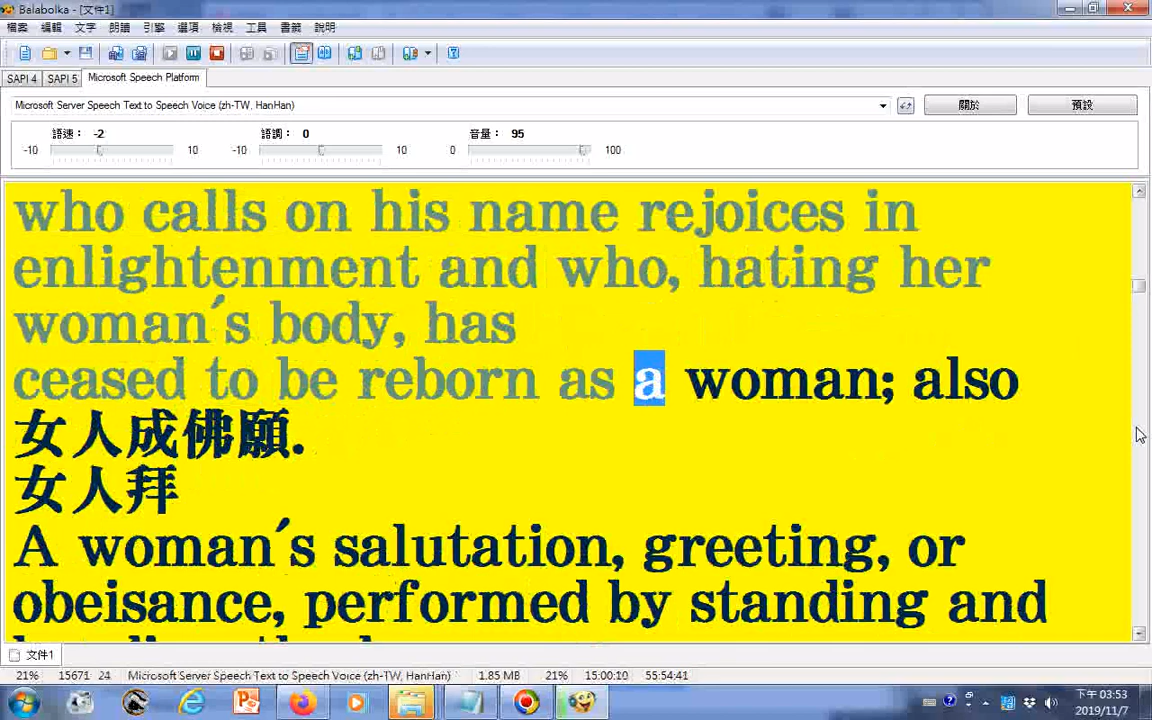 Balabolka - [文件1]
檔案 編輯 文字 朗讀 引擎 選項 檢視 工具 書籤 說明
SAPI 4 SAPI 5 Microsoft Speech Platform
Microsoft Server Speech Text to Speech Voice (zh-TW, HanHan) 關於 預設
語速： -2 語調： 0 音量： 95
-10 10 -10 10 0 100
who calls on his name rejoices in
enlightenment and who, hating her
woman´s body, has
ceased to be reborn as a woman; also
女人成佛願.
女人拜
A woman´s salutation, greeting, or
obeisance, performed by standing and
文件1
21% 15671 24 Microsoft Server Speech Text to Speech Voice (zh-TW, HanHan) 1.85 MB 21% 15:00:10 55:54:41
下午 03:53
2019/11/7